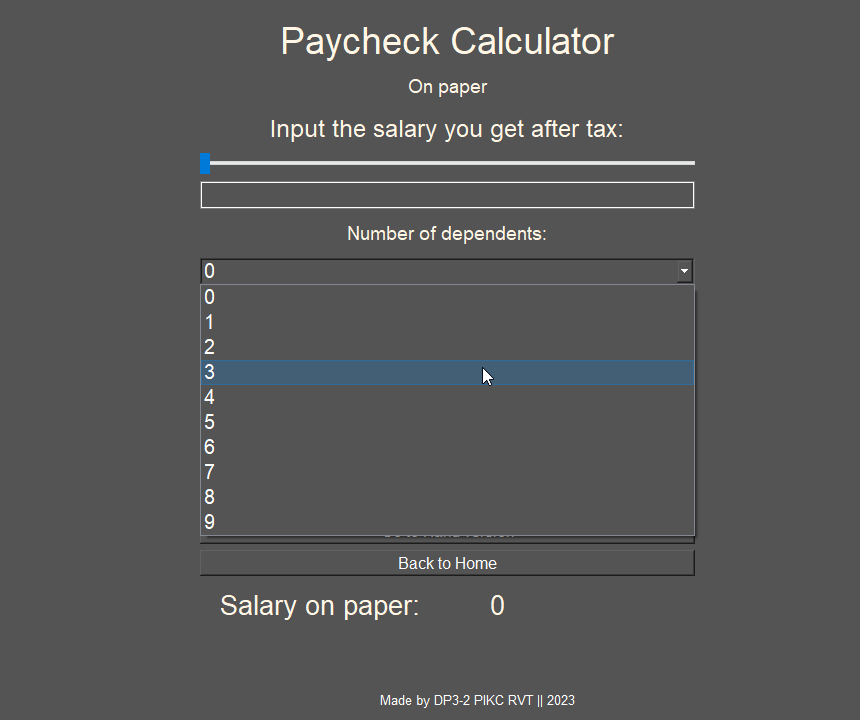 Paycheck Calculator
On paper
Input the salary you get after tax:
Number of dependents:
0
0
1
2
3
4
5
6
7
8
9
Back to Home
Salary on paper: 0
Made by DP3-2 PIKC RVT || 2023